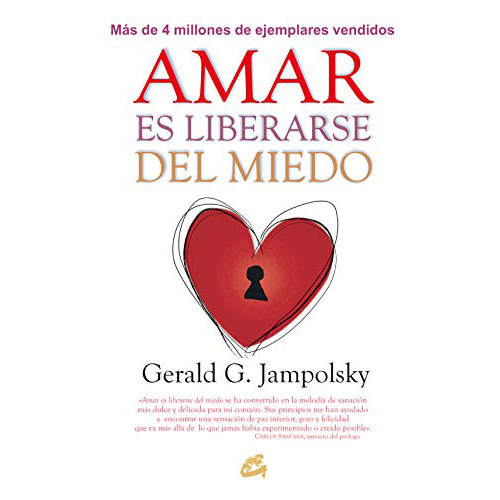 Más de 4 millones de ejemplares vendidos
AMAR
ES LIBERARSE
DEL MIEDO
Gerald G. Jampolsky
«Amar es liberarse del miedo se ha convertido en la melodía de sanación
más dulce y delicada para mi corazón. Sus principios me han ayudado
a encontrar una sensación de paz interior, gozo y felicidad
que va más allá de lo que jamás había experimentado o creído posible».
CARLOS SANTANA, extracto del prólogo